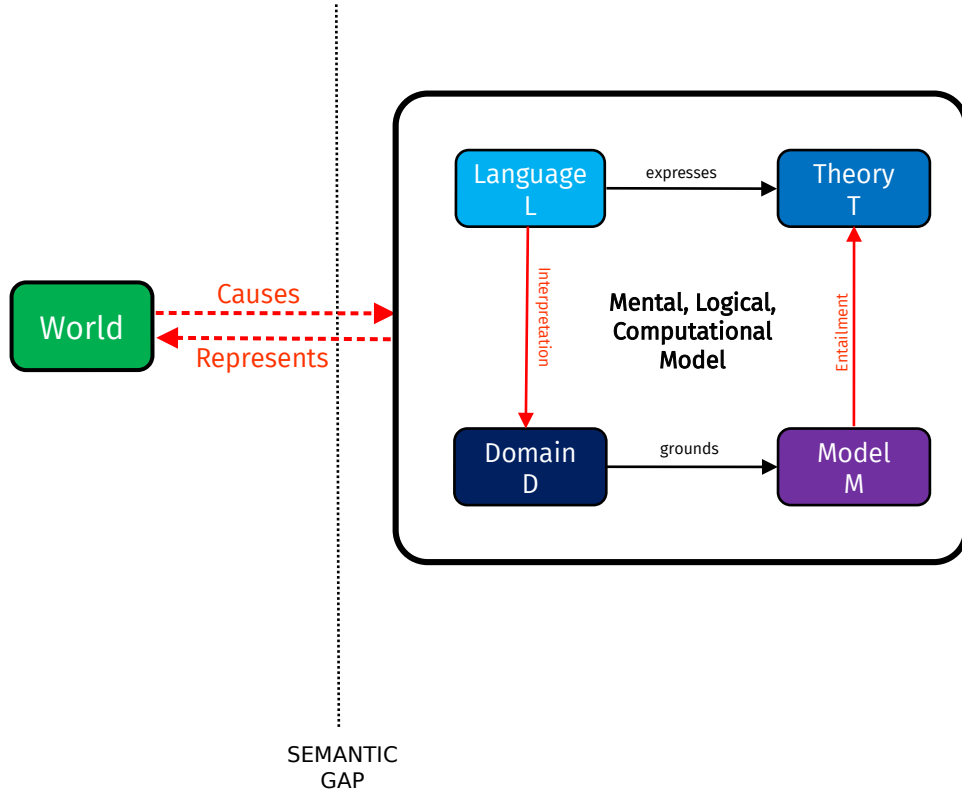 Language
L
expresses
Theory
T
World
Causes
Represents
Interpretation
Mental, Logical,
Computational
Model
Entailment
Domain
D
grounds
Model
M
SEMANTIC
GAP